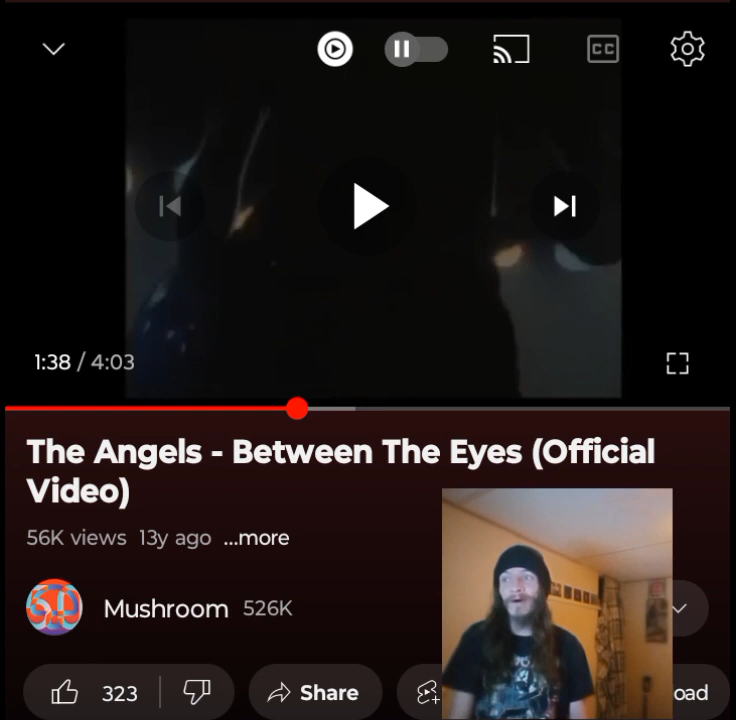 CC
1:38 / 4:03
The Angels - Between The Eyes (Official
Video)
56K views 13y ago ...more
Mushroom 526K
323 Share oad